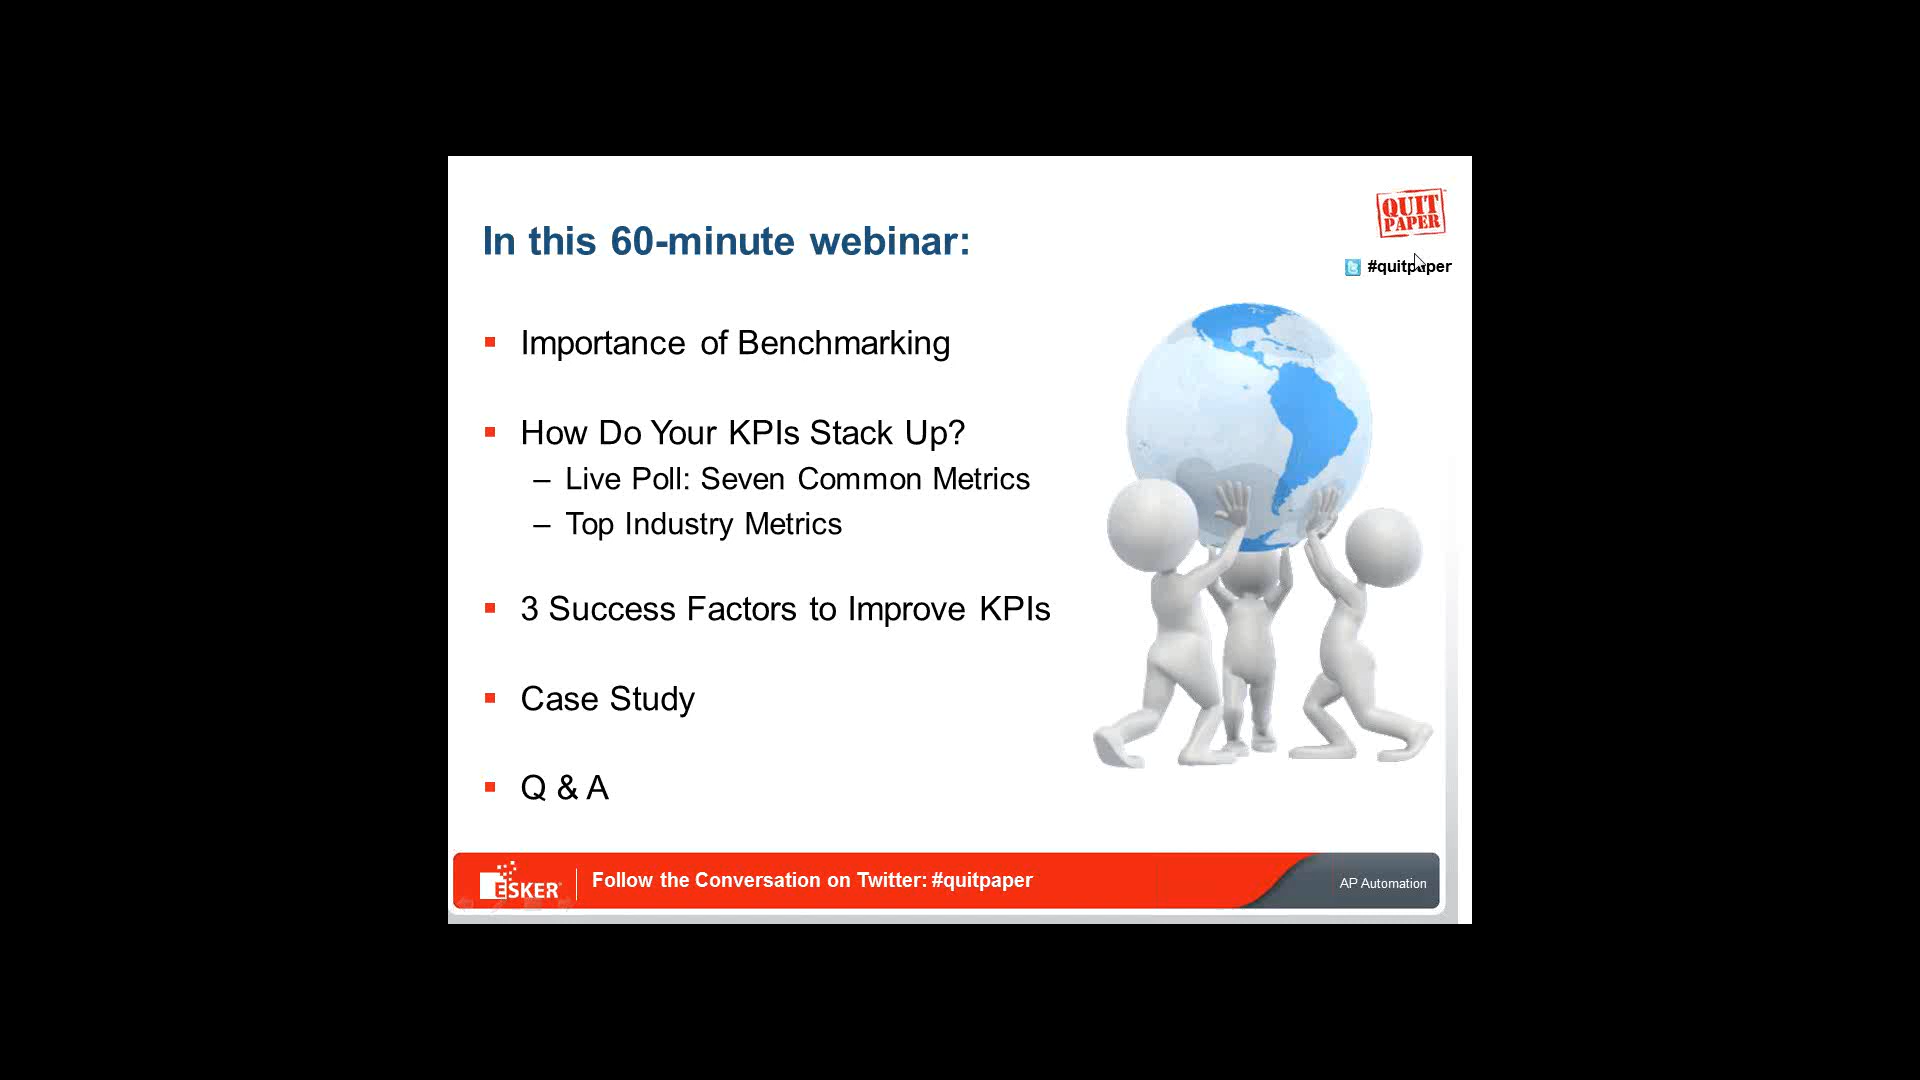 QUIT
PAPER
In this 60-minute webinar:
#quitpaper
▪ Importance of Benchmarking
▪ How Do Your KPIs Stack Up?
– Live Poll: Seven Common Metrics
– Top Industry Metrics
▪ 3 Success Factors to Improve KPIs
▪ Case Study
▪ Q & A
ESKER
Follow the Conversation on Twitter: #quitpaper
AP Automation